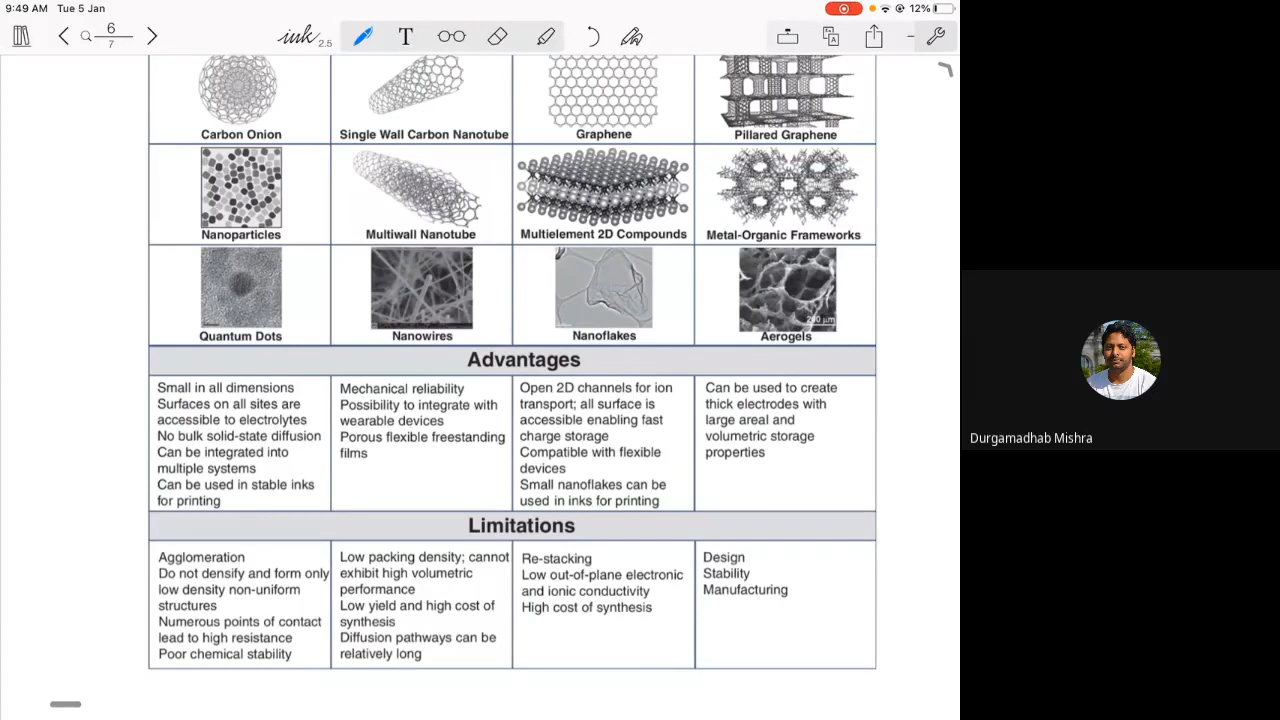 9:49 AM Tue 5 Jan
12%
6
7
ink 2.5
T
Carbon Onion
Single Wall Carbon Nanotube
Graphene
Pillared Graphene
Nanoparticles
Multiwall Nanotube
Multielement 2D Compounds
Metal-Organic Frameworks
200 μm
Quantum Dots
Nanowires
Nanoflakes
Aerogels
Advantages
Small in all dimensions
Surfaces on all sites are
accessible to electrolytes
No bulk solid-state diffusion
Can be integrated into
multiple systems
Can be used in stable inks
for printing
Mechanical reliability
Possibility to integrate with
wearable devices
Porous flexible freestanding
films
Open 2D channels for ion
transport; all surface is
accessible enabling fast
charge storage
Compatible with flexible
devices
Small nanoflakes can be
used in inks for printing
Can be used to create
thick electrodes with
large areal and
volumetric storage
properties
Limitations
Agglomeration
Do not densify and form only
low density non-uniform
structures
Numerous points of contact
lead to high resistance
Poor chemical stability
Low packing density; cannot
exhibit high volumetric
performance
Low yield and high cost of
synthesis
Diffusion pathways can be
relatively long
Re-stacking
Low out-of-plane electronic
and ionic conductivity
High cost of synthesis
Design
Stability
Manufacturing
Durgamadhab Mishra